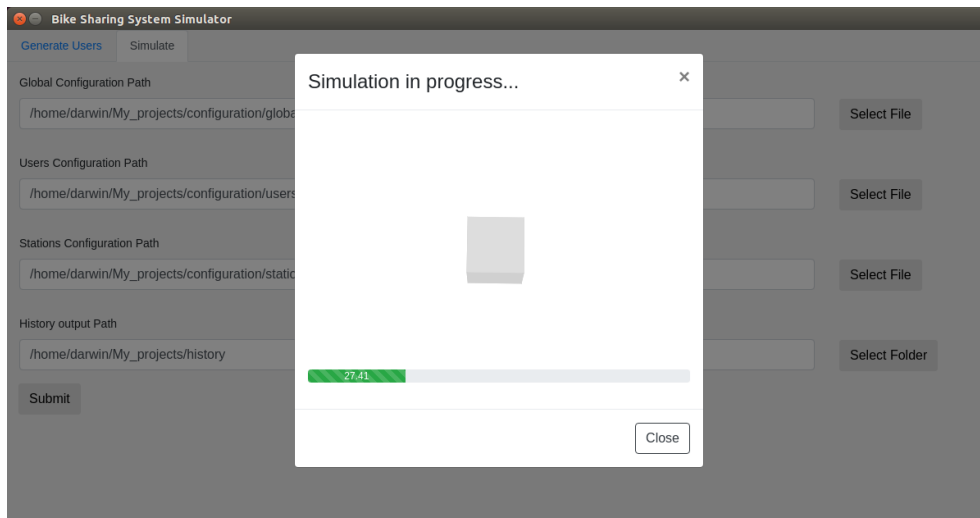 Bike Sharing System Simulator
Generate Users Simulate
Global Configuration Path
/home/darwin/My_projects/configuration/globa
Select File
Users Configuration Path
/home/darwin/My_projects/configuration/users
Select File
Stations Configuration Path
/home/darwin/My_projects/configuration/static
Select File
History output Path
/home/darwin/My_projects/history
Select Folder
Submit
Simulation in progress... ×
27,41
Close